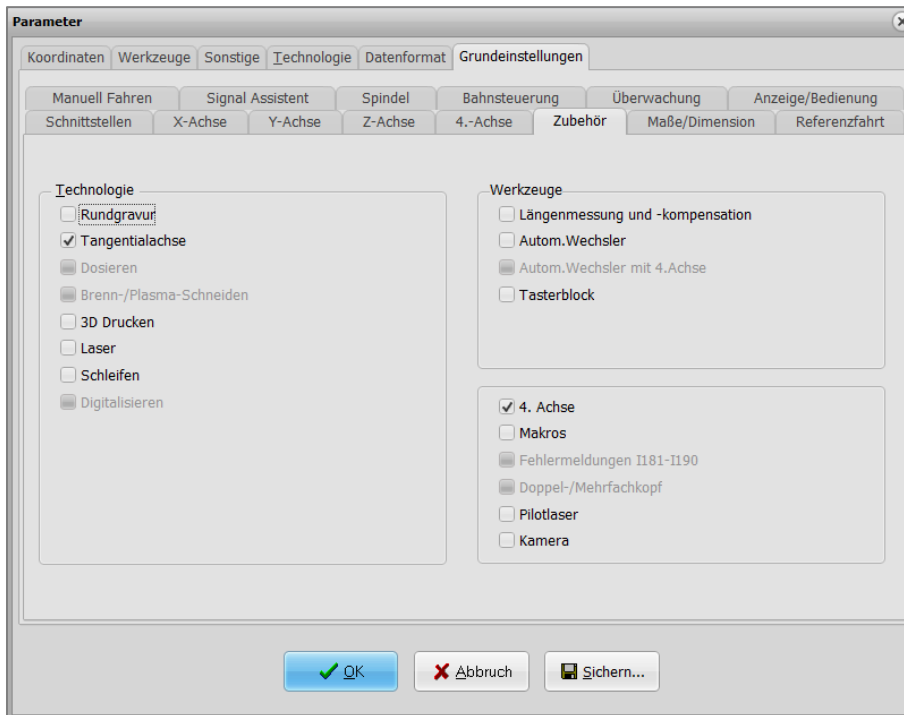 Parameter
Koordinaten Werkzeuge Sonstige Technologie Datenformat Grundeinstellungen
Manuell Fahren Signal Assistent Spindel Bahnsteuerung Überwachung Anzeige/Bedienung
Schnittstellen X-Achse Y-Achse Z-Achse 4.-Achse Zubehör Maße/Dimension Referenzfahrt
Technologie
Rundgravur
Tangentialachse
Dosieren
Brenn-/Plasma-Schneiden
3D Drucken
Laser
Schleifen
Digitalisieren
Werkzeuge
Längenmessung und -kompensation
Autom.Wechsler
Autom.Wechsler mit 4.Achse
Tasterblock
4. Achse
Makros
Fehlermeldungen I181-I190
Doppel-/Mehrfachkopf
Pilotlaser
Kamera
OK Abbruch Sichern...